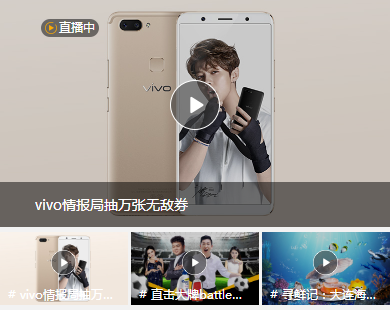 直播中
vivo
vivo情报局抽万张无敌券
# vivo情报局抽万...
# 直击大牌battle...
# 寻鲜记：大连海...